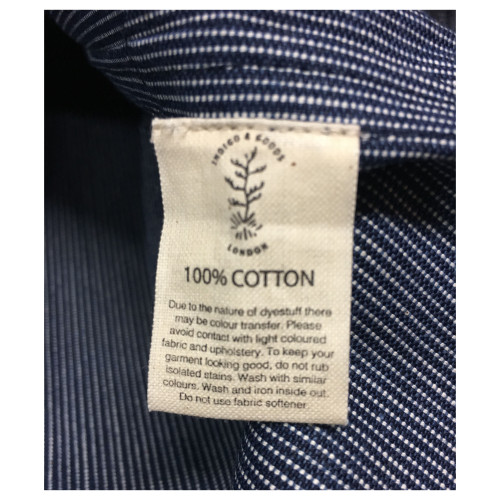 INDIGO & GOODS
LONDON
100% COTTON
Due to the nature of dyestuff there
may be colour transfer. Please
avoid contact with light coloured
fabric and upholstery. To keep your
garment looking good, do not rub
isolated stains. Wash with similar
colours. Wash and iron inside out.
Do not use fabric softener